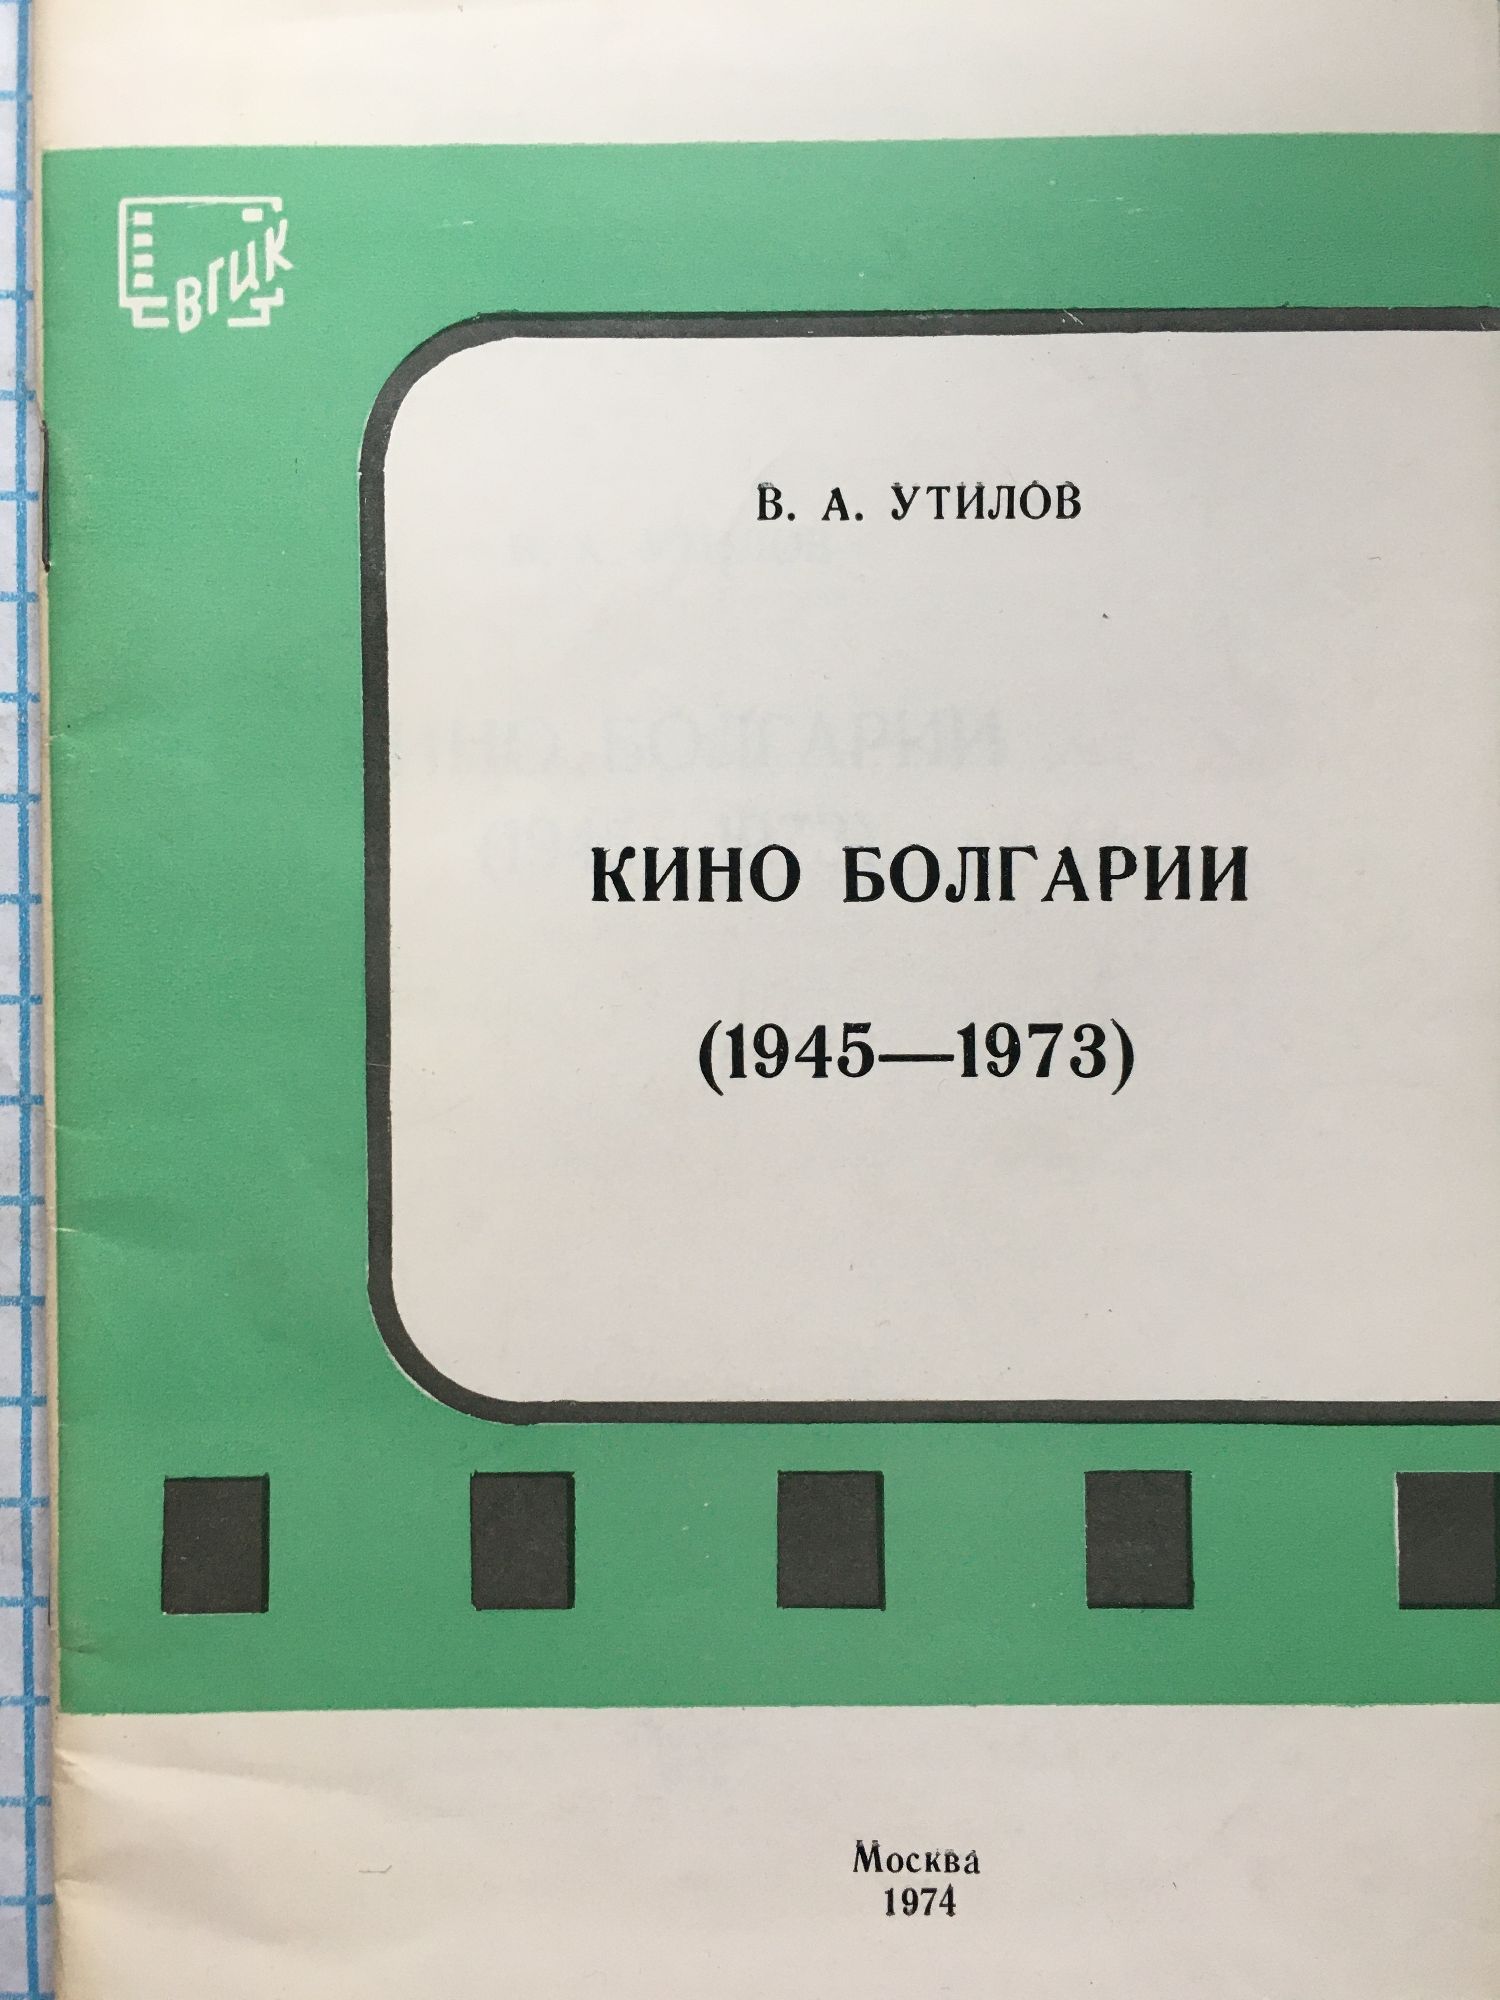 ВГИК
В. А. УТИЛОВ
КИНО БОЛГАРИИ
(1945—1973)
Москва
1974